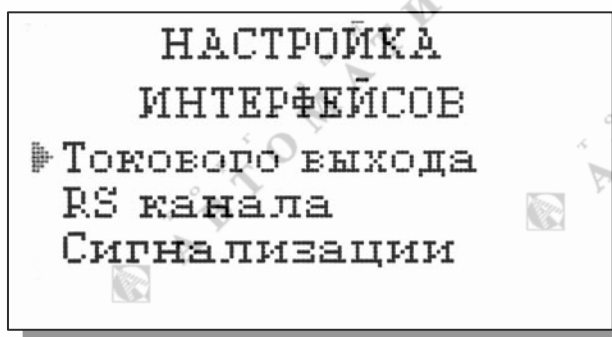 НАСТРОЙКА
ИНТЕРФЕЙСОВ
Токового выхода
RS канала
Сигнализации